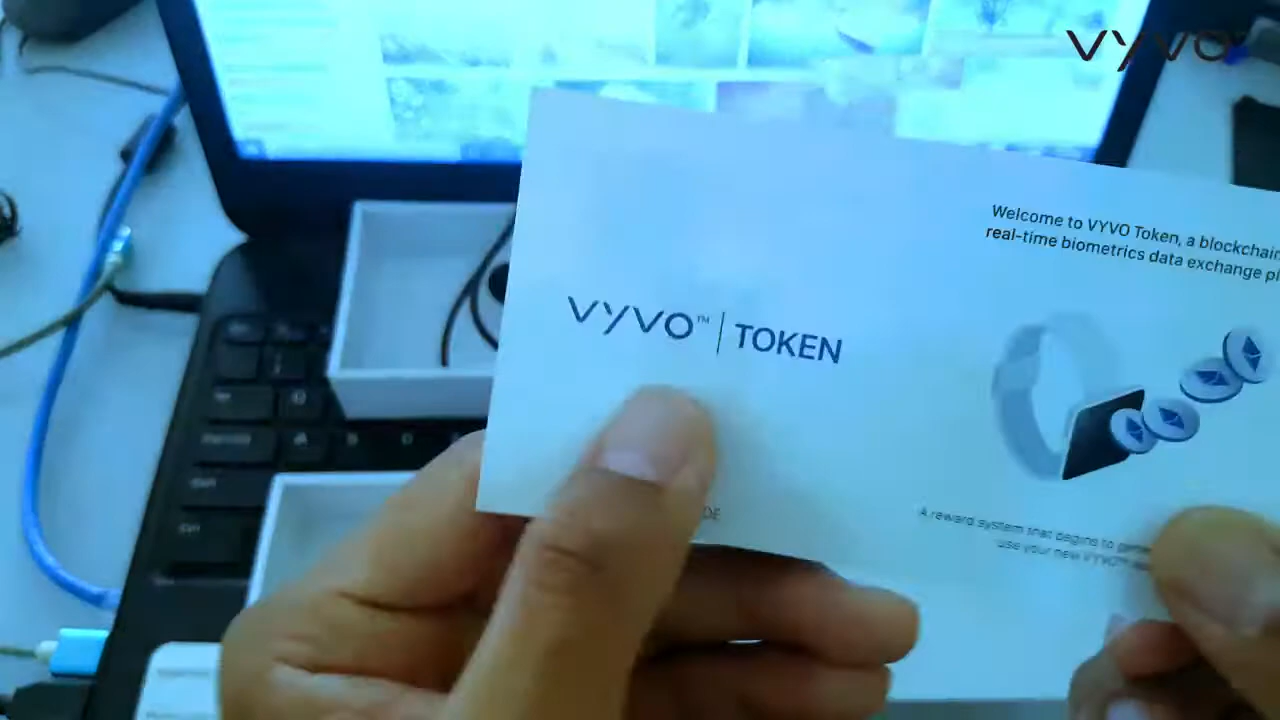 VYVO
Welcome to VYVO Token, a blockchain
real-time biometrics data exchange
VYVO™ | TOKEN
A reward system that begins to
use your new VYVO™